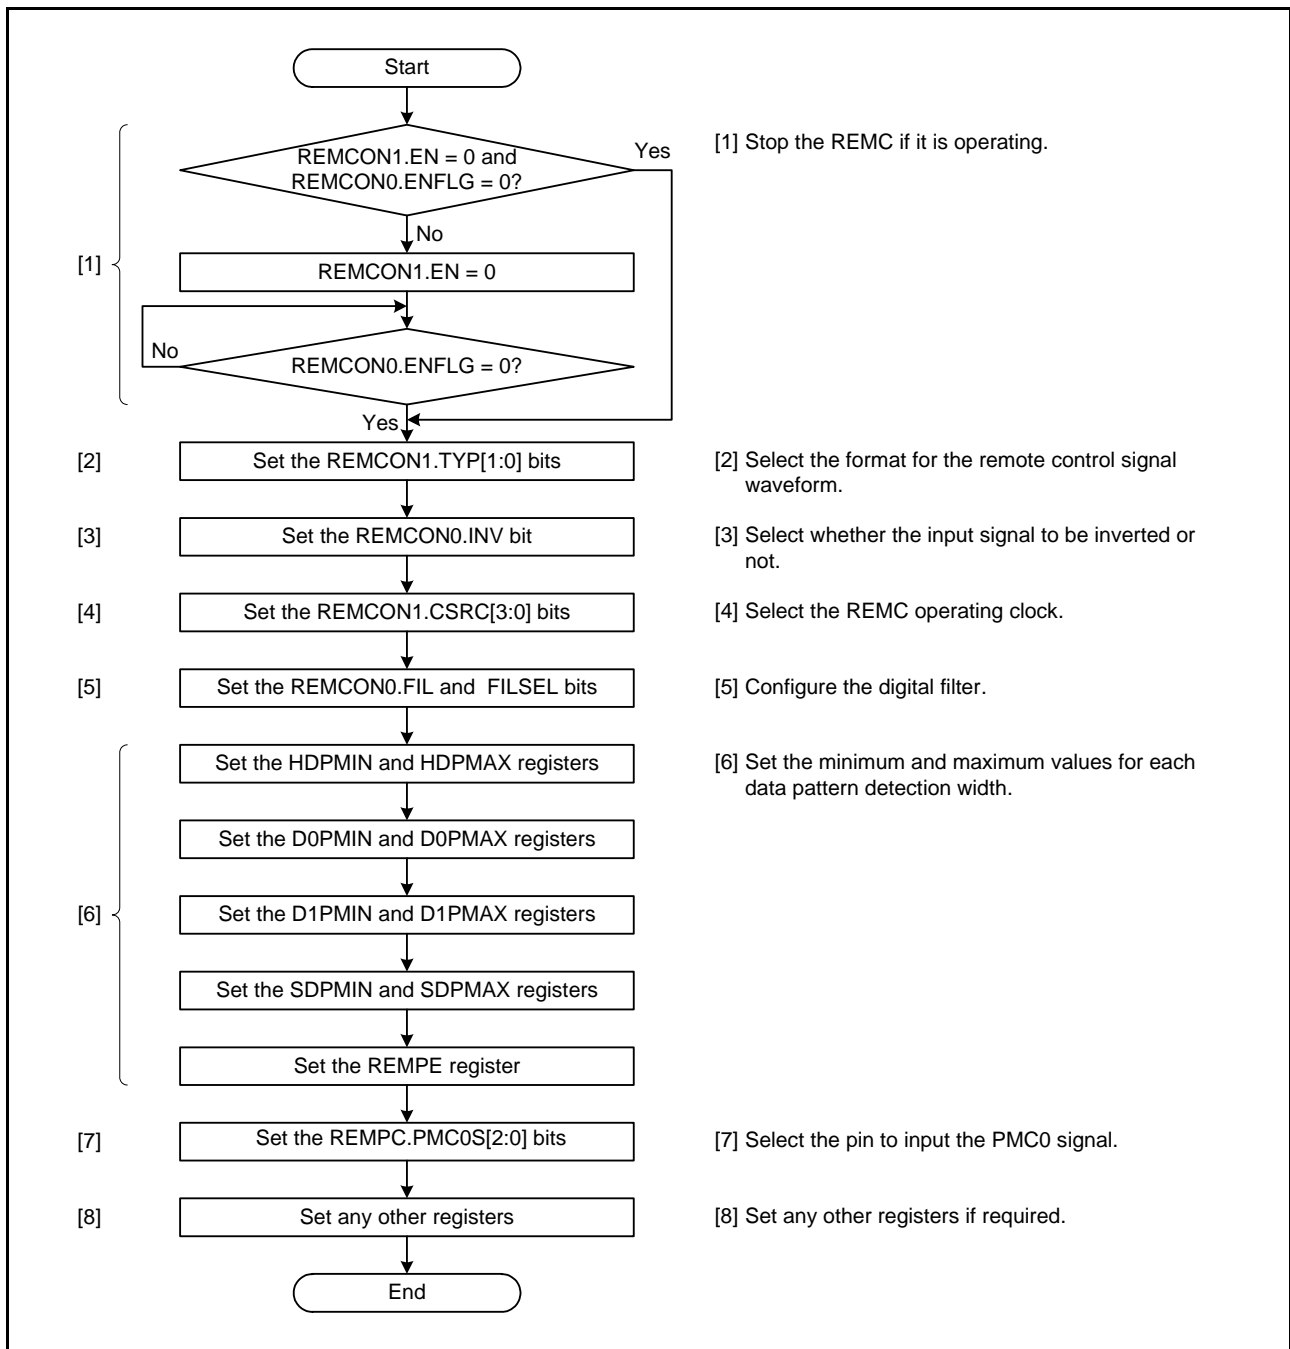 Start
REMCON1.EN = 0 and
REMCON0.ENFLG = 0?
Yes
[1] Stop the REMC if it is operating.
No
[1]
REMCON1.EN = 0
No
REMCON0.ENFLG = 0?
Yes
[2]
Set the REMCON1.TYP[1:0] bits
[2] Select the format for the remote control signal
waveform.
[3]
Set the REMCON0.INV bit
[3] Select whether the input signal to be inverted or
not.
[4]
Set the REMCON1.CSRC[3:0] bits
[4] Select the REMC operating clock.
[5]
Set the REMCON0.FIL and FILSEL bits
[5] Configure the digital filter.
Set the HDPMIN and HDPMAX registers
[6] Set the minimum and maximum values for each
data pattern detection width.
Set the D0PMIN and D0PMAX registers
[6]
Set the D1PMIN and D1PMAX registers
Set the SDPMIN and SDPMAX registers
Set the REMPE register
[7]
Set the REMPC.PMC0S[2:0] bits
[7] Select the pin to input the PMC0 signal.
[8]
Set any other registers
[8] Set any other registers if required.
End